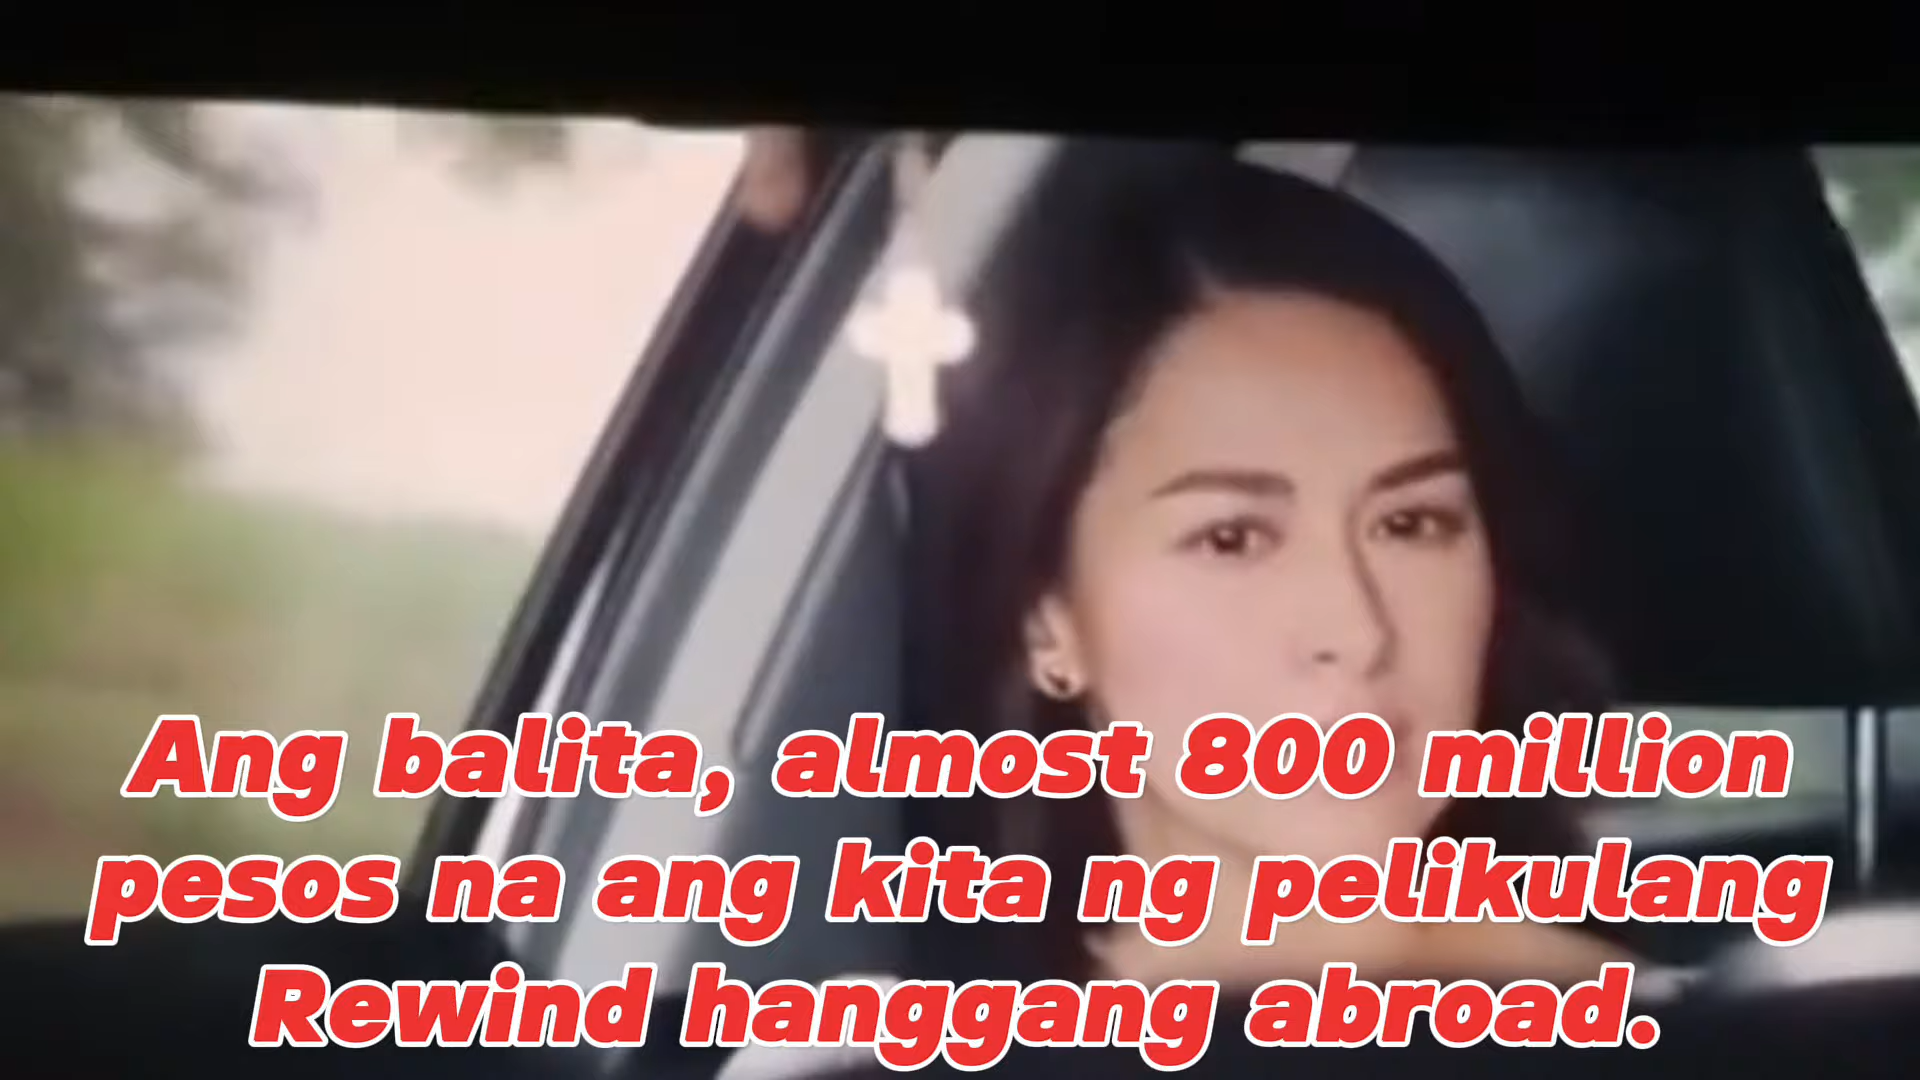 Ang balita, almost 800 million
pesos na ang kita ng pelikulang
Rewind hanggang abroad.